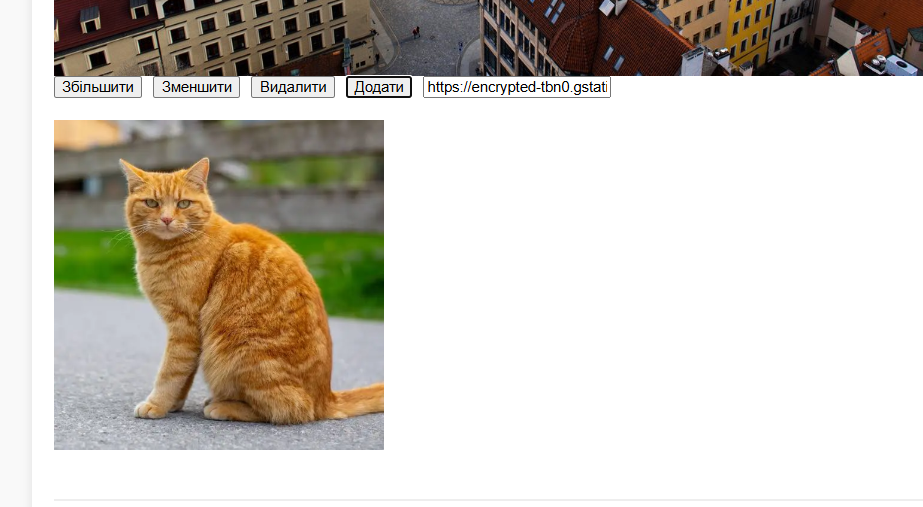 Збільшити Зменшити Видалити Додати https://encrypted-tbn0.gstati